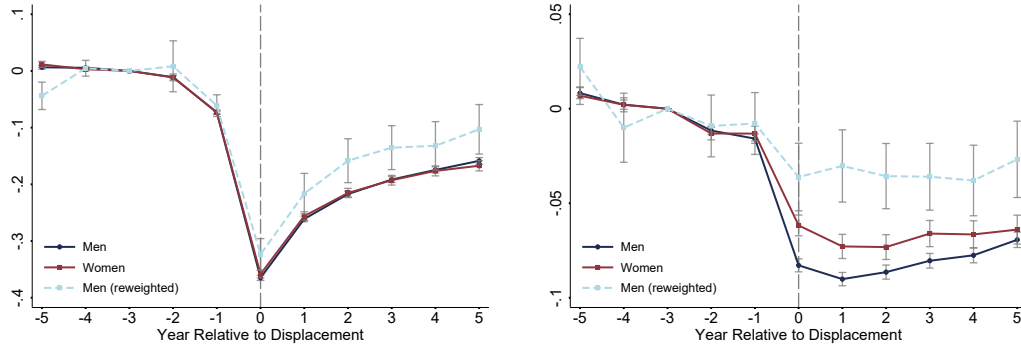 .1
0
-.1
-.2
-.3
-.4
Men
Women
Men (reweighted)
-5 -4 -3 -2 -1 0 1 2 3 4 5
Year Relative to Displacement
.05
0
-.05
-.1
Men
Women
Men (reweighted)
-5 -4 -3 -2 -1 0 1 2 3 4 5
Year Relative to Displacement